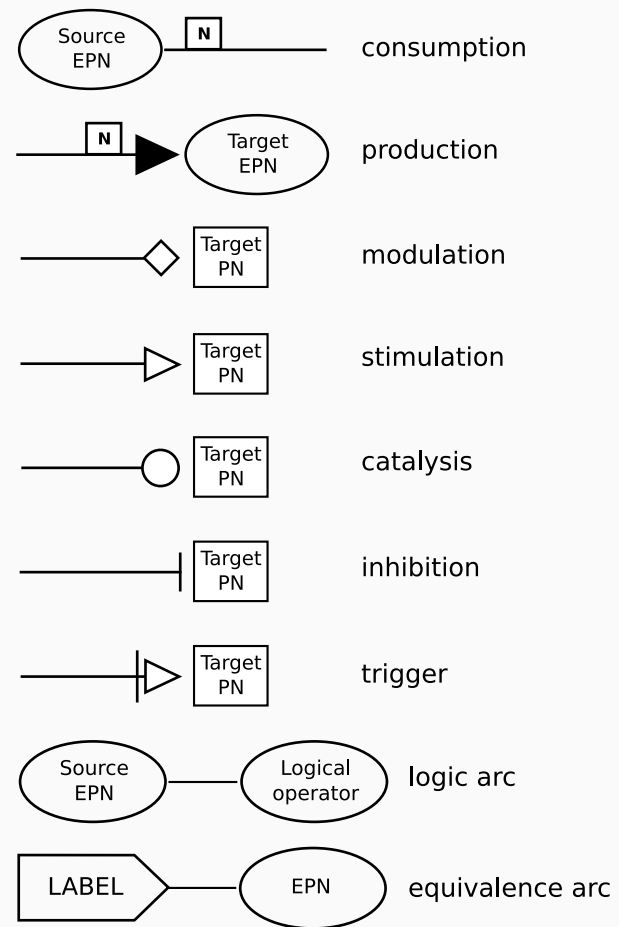 Source
EPN
N
consumption
N
Target
EPN
production
Target
PN
modulation
Target
PN
stimulation
Target
PN
catalysis
Target
PN
inhibition
Target
PN
trigger
Source
EPN
Logical
operator
logic arc
LABEL
EPN
equivalence arc